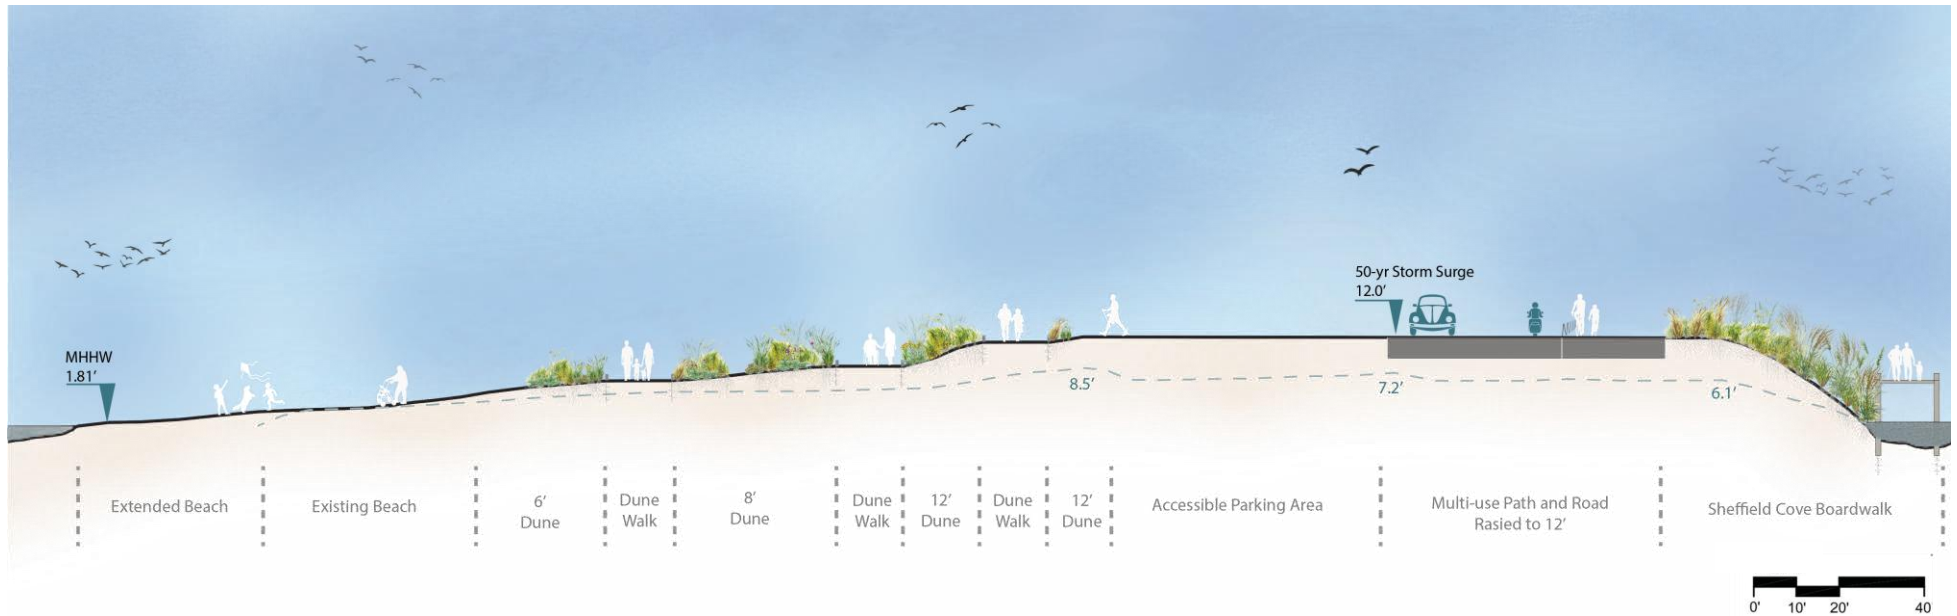 50-yr Storm Surge
12.0'
MHHW
1.81'
8.5'
7.2'
6.1'
Extended Beach
Existing Beach
6'
Dune
Dune
Walk
8'
Dune
Dune
Walk
12'
Dune
Dune
Walk
12'
Dune
Accessible Parking Area
Multi-use Path and Road
Rasied to 12'
Sheffield Cove Boardwalk
0' 10' 20' 40